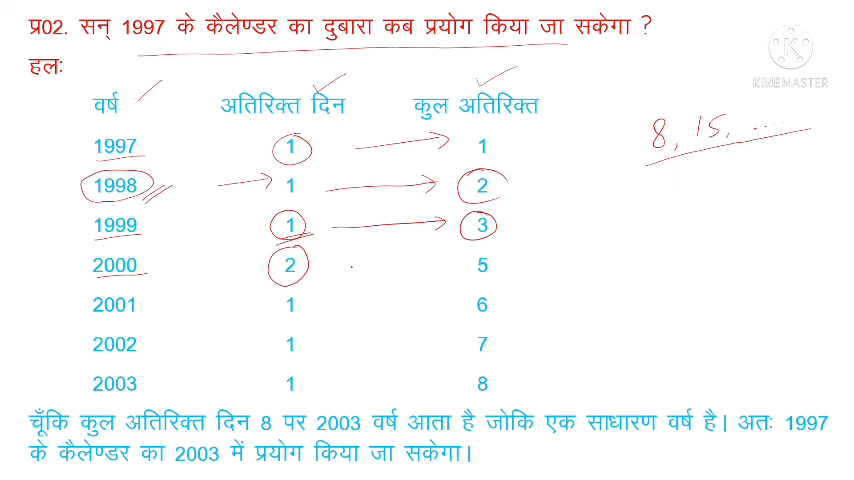 प्र02. सन् 1997 के कैलेण्डर का दुबारा कब प्रयोग किया जा सकेगा ?
हलः
KINEMASTER
वर्ष अतिरिक्त दिन कुल अतिरिक्त
8, 15, ....
1997 1 1
1998 1 2
1999 1 3
2000 2 5
2001 1 6
2002 1 7
2003 1 8
चूँकि कुल अतिरिक्त दिन 8 पर 2003 वर्ष आता है जोकि एक साधारण वर्ष है। अतः 1997
के कैलेण्डर का 2003 में प्रयोग किया जा सकेगा।